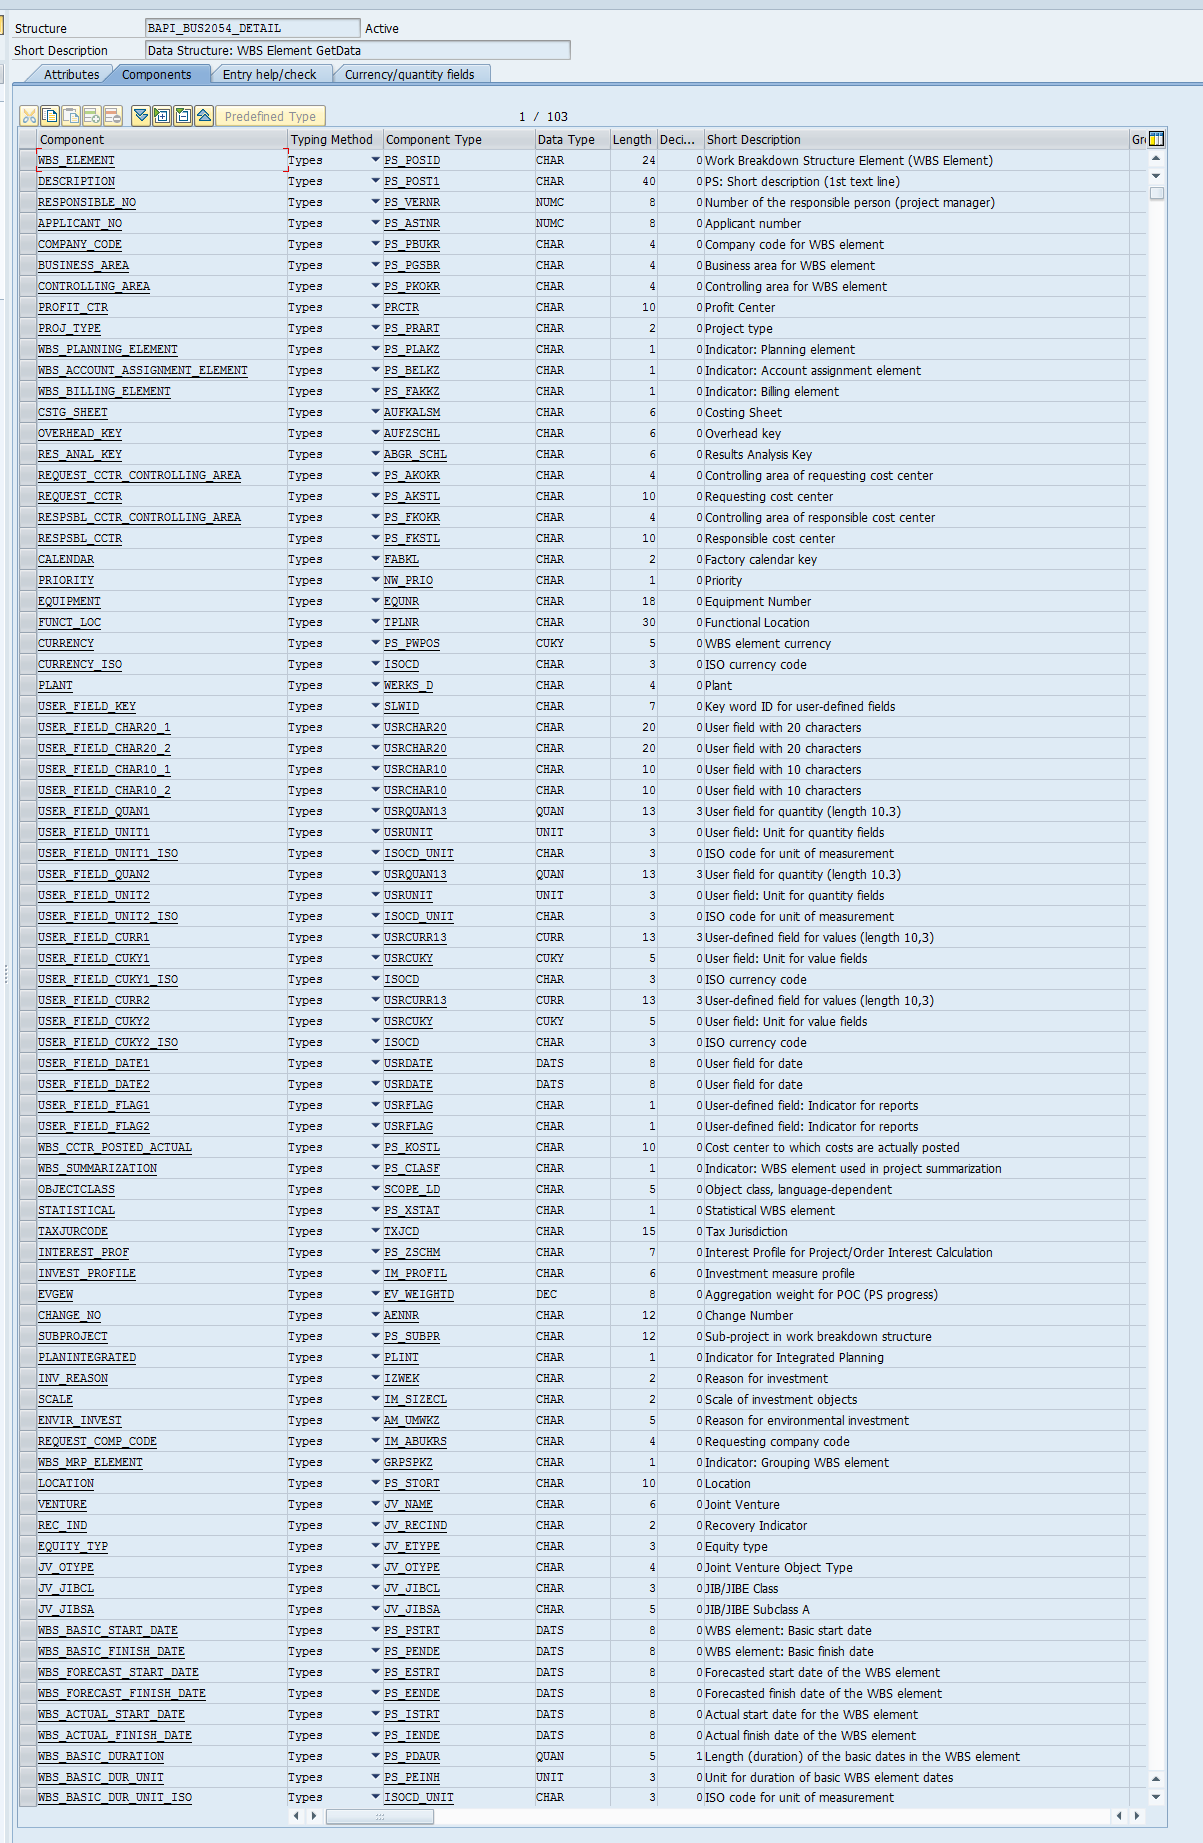 Structure BAPI_BUS2054_DETAIL Active
Short Description Data Structure: WBS Element GetData
Attributes Components Entry help/check Currency/quantity fields
Predefined Type 1 / 103
Component Typing Method Component Type Data Type Length Deci... Short Description Gr
WBS_ELEMENT Types PS_POSID CHAR 24 0 Work Breakdown Structure Element (WBS Element)
DESCRIPTION Types PS_POST1 CHAR 40 0 PS: Short description (1st text line)
RESPONSIBLE_NO Types PS_VERNR NUMC 8 0 Number of the responsible person (project manager)
APPLICANT_NO Types PS_ASTNR NUMC 8 0 Applicant number
COMPANY_CODE Types PS_PBUKR CHAR 4 0 Company code for WBS element
BUSINESS_AREA Types PS_PGSBR CHAR 4 0 Business area for WBS element
CONTROLLING_AREA Types PS_PKOKR CHAR 4 0 Controlling area for WBS element
PROFIT_CTR Types PRCTR CHAR 10 0 Profit Center
PROJ_TYPE Types PS_PRART CHAR 2 0 Project type
WBS_PLANNING_ELEMENT Types PS_PLAKZ CHAR 1 0 Indicator: Planning element
WBS_ACCOUNT_ASSIGNMENT_ELEMENT Types PS_BELKZ CHAR 1 0 Indicator: Account assignment element
WBS_BILLING_ELEMENT Types PS_FAKKZ CHAR 1 0 Indicator: Billing element
CSTG_SHEET Types AUFKALSM CHAR 6 0 Costing Sheet
OVERHEAD_KEY Types AUFZSCHL CHAR 6 0 Overhead key
RES_ANAL_KEY Types ABGR_SCHL CHAR 6 0 Results Analysis Key
REQUEST_CCTR_CONTROLLING_AREA Types PS_AKOKR CHAR 4 0 Controlling area of requesting cost center
REQUEST_CCTR Types PS_AKSTL CHAR 10 0 Requesting cost center
RESPSBL_CCTR_CONTROLLING_AREA Types PS_FKOKR CHAR 4 0 Controlling area of responsible cost center
RESPSBL_CCTR Types PS_FKSTL CHAR 10 0 Responsible cost center
CALENDAR Types FABKL CHAR 2 0 Factory calendar key
PRIORITY Types NW_PRIO CHAR 1 0 Priority
EQUIPMENT Types EQUNR CHAR 18 0 Equipment Number
FUNCT_LOC Types TPLNR CHAR 30 0 Functional Location
CURRENCY Types PS_PWPOS CUKY 5 0 WBS element currency
CURRENCY_ISO Types ISOCD CHAR 3 0 ISO currency code
PLANT Types WERKS_D CHAR 4 0 Plant
USER_FIELD_KEY Types SLWID CHAR 7 0 Key word ID for user-defined fields
USER_FIELD_CHAR20_1 Types USRCHAR20 CHAR 20 0 User field with 20 characters
USER_FIELD_CHAR20_2 Types USRCHAR20 CHAR 20 0 User field with 20 characters
USER_FIELD_CHAR10_1 Types USRCHAR10 CHAR 10 0 User field with 10 characters
USER_FIELD_CHAR10_2 Types USRCHAR10 CHAR 10 0 User field with 10 characters
USER_FIELD_QUAN1 Types USRQUAN13 QUAN 13 3 User field for quantity (length 10.3)
USER_FIELD_UNIT1 Types USRUNIT UNIT 3 0 User field: Unit for quantity fields
USER_FIELD_UNIT1_ISO Types ISOCD_UNIT CHAR 3 0 ISO code for unit of measurement
USER_FIELD_QUAN2 Types USRQUAN13 QUAN 13 3 User field for quantity (length 10.3)
USER_FIELD_UNIT2 Types USRUNIT UNIT 3 0 User field: Unit for quantity fields
USER_FIELD_UNIT2_ISO Types ISOCD_UNIT CHAR 3 0 ISO code for unit of measurement
USER_FIELD_CURR1 Types USRCURR13 CURR 13 3 User-defined field for values (length 10,3)
USER_FIELD_CUKY1 Types USRCUKY CUKY 5 0 User field: Unit for value fields
USER_FIELD_CUKY1_ISO Types ISOCD CHAR 3 0 ISO currency code
USER_FIELD_CURR2 Types USRCURR13 CURR 13 3 User-defined field for values (length 10,3)
USER_FIELD_CUKY2 Types USRCUKY CUKY 5 0 User field: Unit for value fields
USER_FIELD_CUKY2_ISO Types ISOCD CHAR 3 0 ISO currency code
USER_FIELD_DATE1 Types USRDATE DATS 8 0 User field for date
USER_FIELD_DATE2 Types USRDATE DATS 8 0 User field for date
USER_FIELD_FLAG1 Types USRFLAG CHAR 1 0 User-defined field: Indicator for reports
USER_FIELD_FLAG2 Types USRFLAG CHAR 1 0 User-defined field: Indicator for reports
WBS_CCTR_POSTED_ACTUAL Types PS_KOSTL CHAR 10 0 Cost center to which costs are actually posted
WBS_SUMMARIZATION Types PS_CLASF CHAR 1 0 Indicator: WBS element used in project summarization
OBJECTCLASS Types SCOPE_LD CHAR 5 0 Object class, language-dependent
STATISTICAL Types PS_XSTAT CHAR 1 0 Statistical WBS element
TAXJURCODE Types TXJCD CHAR 15 0 Tax Jurisdiction
INTEREST_PROF Types PS_ZSCHM CHAR 7 0 Interest Profile for Project/Order Interest Calculation
INVEST_PROFILE Types IM_PROFIL CHAR 6 0 Investment measure profile
EVGEW Types EV_WEIGHTD DEC 8 0 Aggregation weight for POC (PS progress)
CHANGE_NO Types AENNR CHAR 12 0 Change Number
SUBPROJECT Types PS_SUBPR CHAR 12 0 Sub-project in work breakdown structure
PLANINTEGRATED Types PLINT CHAR 1 0 Indicator for Integrated Planning
INV_REASON Types IZWEK CHAR 2 0 Reason for investment
SCALE Types IM_SIZECL CHAR 2 0 Scale of investment objects
ENVIR_INVEST Types AM_UMWKZ CHAR 5 0 Reason for environmental investment
REQUEST_COMP_CODE Types IM_ABUKRS CHAR 4 0 Requesting company code
WBS_MRP_ELEMENT Types GRPSPKZ CHAR 1 0 Indicator: Grouping WBS element
LOCATION Types PS_STORT CHAR 10 0 Location
VENTURE Types JV_NAME CHAR 6 0 Joint Venture
REC_IND Types JV_RECIND CHAR 2 0 Recovery Indicator
EQUITY_TYP Types JV_ETYPE CHAR 3 0 Equity type
JV_OTYPE Types JV_OTYPE CHAR 4 0 Joint Venture Object Type
JV_JIBCL Types JV_JIBCL CHAR 3 0 JIB/JIBE Class
JV_JIBSA Types JV_JIBSA CHAR 5 0 JIB/JIBE Subclass A
WBS_BASIC_START_DATE Types PS_PSTRT DATS 8 0 WBS element: Basic start date
WBS_BASIC_FINISH_DATE Types PS_PENDE DATS 8 0 WBS element: Basic finish date
WBS_FORECAST_START_DATE Types PS_ESTRT DATS 8 0 Forecasted start date of the WBS element
WBS_FORECAST_FINISH_DATE Types PS_EENDE DATS 8 0 Forecasted finish date of the WBS element
WBS_ACTUAL_START_DATE Types PS_ISTRT DATS 8 0 Actual start date for the WBS element
WBS_ACTUAL_FINISH_DATE Types PS_IENDE DATS 8 0 Actual finish date of the WBS element
WBS_BASIC_DURATION Types PS_PDAUR QUAN 5 1 Length (duration) of the basic dates in the WBS element
WBS_BASIC_DUR_UNIT Types PS_PEINH UNIT 3 0 Unit for duration of basic WBS element dates
WBS_BASIC_DUR_UNIT_ISO Types ISOCD_UNIT CHAR 3 0 ISO code for unit of measurement